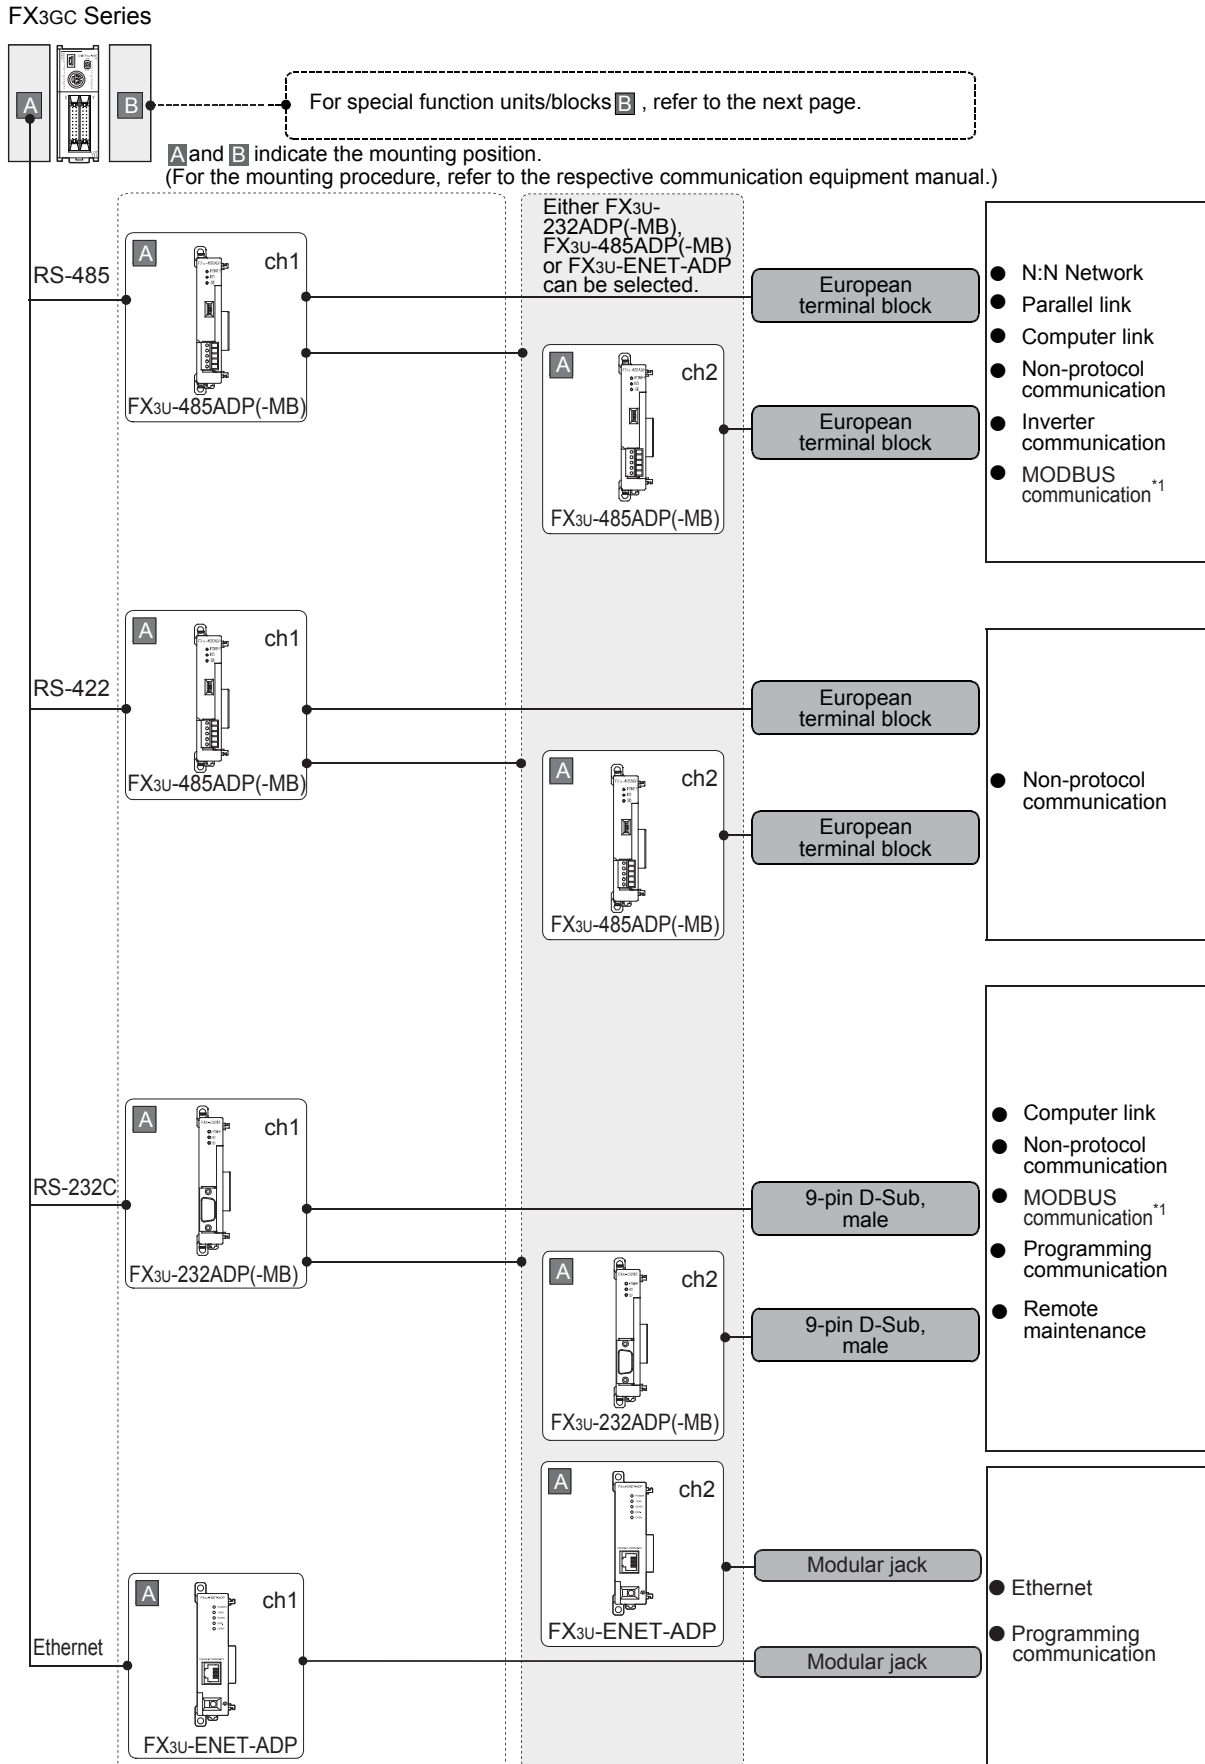 FX3GC Series
A
B
For special function units/blocks B , refer to the next page.
A and B indicate the mounting position.
(For the mounting procedure, refer to the respective communication equipment manual.)
Either FX3U-
232ADP(-MB),
FX3U-485ADP(-MB)
or FX3U-ENET-ADP
can be selected.
RS-485
A
ch1
FX3U-485ADP(-MB)
European
terminal block
A
ch2
FX3U-485ADP(-MB)
European
terminal block
● N:N Network
● Parallel link
● Computer link
● Non-protocol
communication
● Inverter
communication
● MODBUS
communication*1
RS-422
A
ch1
FX3U-485ADP(-MB)
European
terminal block
A
ch2
FX3U-485ADP(-MB)
European
terminal block
● Non-protocol
communication
RS-232C
A
ch1
FX3U-232ADP(-MB)
9-pin D-Sub,
male
A
ch2
FX3U-232ADP(-MB)
9-pin D-Sub,
male
● Computer link
● Non-protocol
communication
● MODBUS
communication*1
● Programming
communication
● Remote
maintenance
A
ch2
FX3U-ENET-ADP
Modular jack
Ethernet
A
ch1
FX3U-ENET-ADP
Modular jack
● Ethernet
● Programming
communication